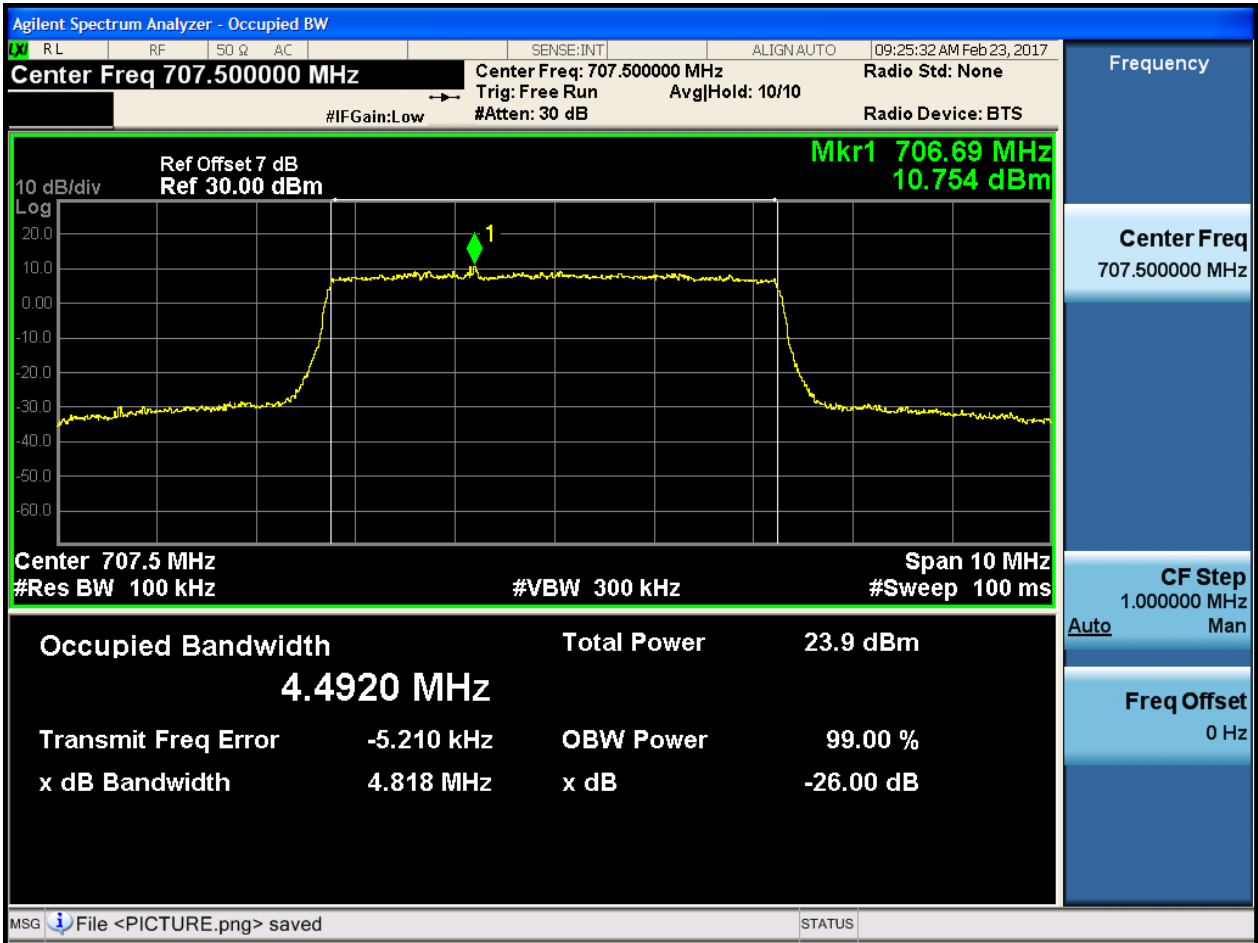 Agilent Spectrum Analyzer - Occupied BW
LXI RL RF 50 Ω AC SENSE:INT ALIGN AUTO 09:25:32 AM Feb 23, 2017
Center Freq 707.500000 MHz
Center Freq: 707.500000 MHz
Radio Std: None
Trig: Free Run Avg|Hold: 10/10
#IFGain:Low
#Atten: 30 dB
Radio Device: BTS
Mkr1 706.69 MHz
10.754 dBm
Ref Offset 7 dB
10 dB/div Ref 30.00 dBm
Log
1
20.0
10.0
0.00
-10.0
-20.0
-30.0
-40.0
-50.0
-60.0
Center 707.5 MHz Span 10 MHz
#Res BW 100 kHz #VBW 300 kHz #Sweep 100 ms
Occupied Bandwidth
4.4920 MHz
Total Power 23.9 dBm
Transmit Freq Error -5.210 kHz OBW Power 99.00 %
x dB Bandwidth 4.818 MHz x dB -26.00 dB
Frequency
Center Freq
707.500000 MHz
CF Step
1.000000 MHz
Auto Man
Freq Offset
0 Hz
MSG File <PICTURE.png> saved STATUS